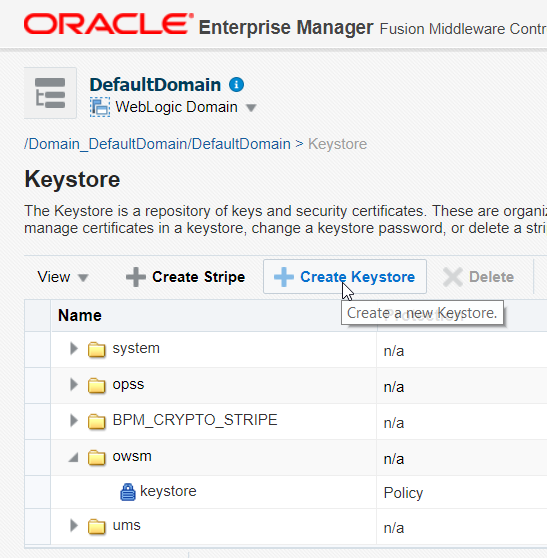 ORACLE® Enterprise Manager Fusion Middleware Contr
DefaultDomain
WebLogic Domain
/Domain_DefaultDomain/DefaultDomain > Keystore
Keystore
The Keystore is a repository of keys and security certificates. These are organiz
manage certificates in a keystore, change a keystore password, or delete a stri
View Create Stripe Create Keystore Delete
Create a new Keystore.
Name
system n/a
opss n/a
BPM_CRYPTO_STRIPE n/a
owsm n/a
keystore Policy
ums n/a